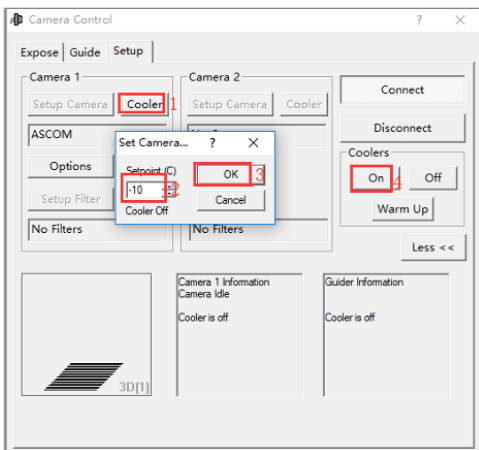 Camera Control ? ×
Expose Guide Setup
Camera 1
Camera 2
Setup Camera Cooler 1
Setup Camera Cooler
Connect
Disconnect
ASCOM
Set Camera... ? ×
Setpoint (C)
-10 2
OK 3
Cooler Off
Cancel
Options
Setup Filter
No Filters
No Filters
Coolers
On 4 Off
Warm Up
Less <<
3D[1]
Camera 1 Information
Camera Idle
Cooler is off
Guider Information
Cooler is off